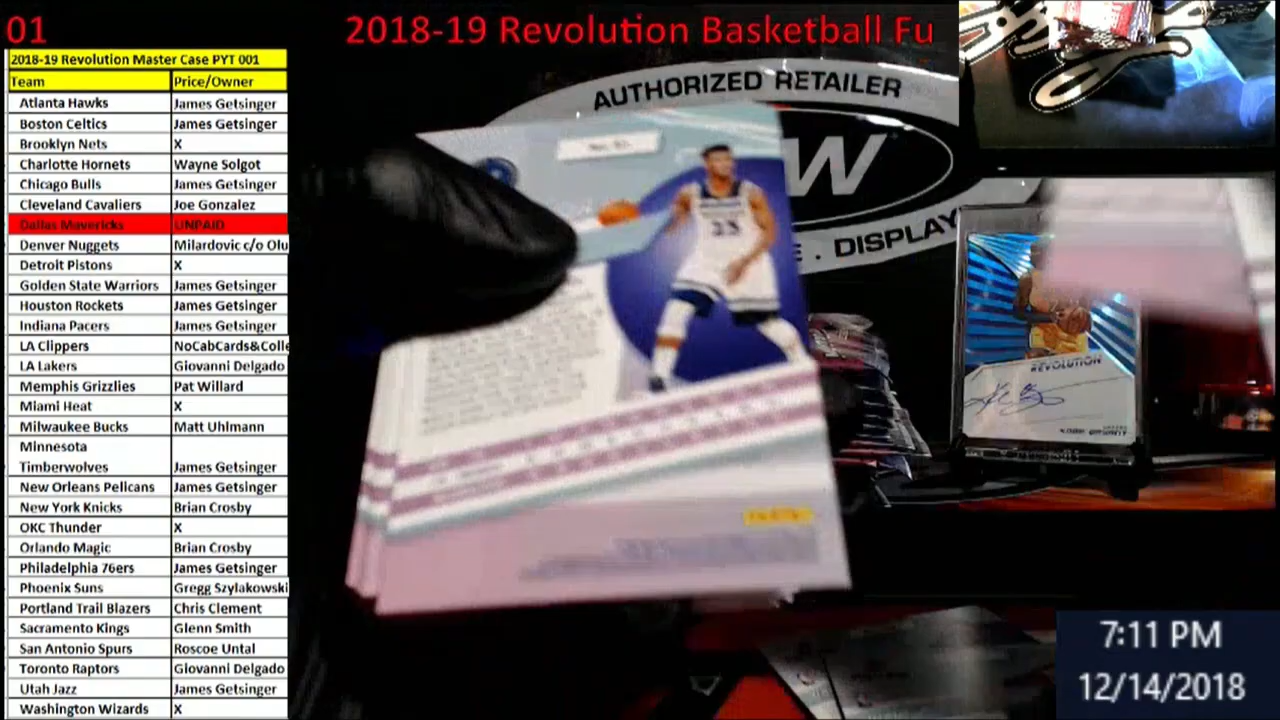 01
2018-19 Revolution Basketball Fu
2018-19 Revolution Master Case PYT 001
Team Price/Owner
Atlanta Hawks James Getsinger
Boston Celtics James Getsinger
Brooklyn Nets X
Charlotte Hornets Wayne Solgot
Chicago Bulls James Getsinger
Cleveland Cavaliers Joe Gonzalez
Dallas Mavericks UNPAID
Denver Nuggets Milardovic c/o Olu
Detroit Pistons X
Golden State Warriors James Getsinger
Houston Rockets James Getsinger
Indiana Pacers James Getsinger
LA Clippers NoCabCards&Colle
LA Lakers Giovanni Delgado
Memphis Grizzlies Pat Willard
Miami Heat X
Milwaukee Bucks Matt Uhlmann
Minnesota
Timberwolves James Getsinger
New Orleans Pelicans James Getsinger
New York Knicks Brian Crosby
OKC Thunder X
Orlando Magic Brian Crosby
Philadelphia 76ers James Getsinger
Phoenix Suns Gregg Szylakowski
Portland Trail Blazers Chris Clement
Sacramento Kings Glenn Smith
San Antonio Spurs Roscoe Untal
Toronto Raptors Giovanni Delgado
Utah Jazz James Getsinger
Washington Wizards X
AUTHORIZED RETAILER
W
E . DISPLAY
23
REVOLUTION
7:11 PM
12/14/2018